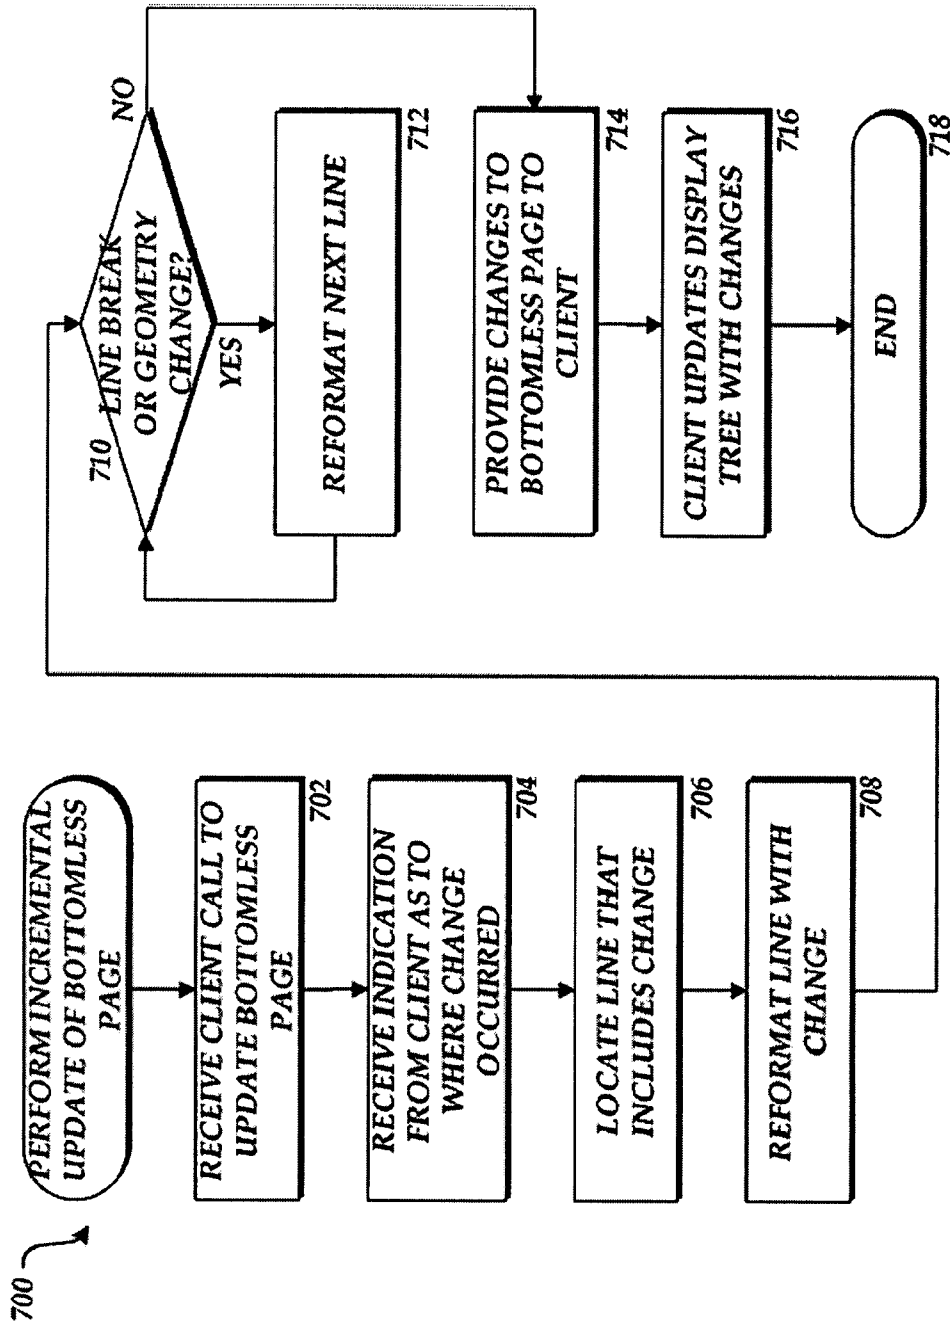 700
PERFORM INCREMENTAL
UPDATE OF BOTTOMLESS
PAGE
RECEIVE CLIENT CALL TO
UPDATE BOTTOMLESS
PAGE
702
RECEIVE INDICATION
FROM CLIENT AS TO
WHERE CHANGE
OCCURRED
704
LOCATE LINE THAT
INCLUDES CHANGE
706
REFORMAT LINE WITH
CHANGE
708
710
LINE BREAK
OR GEOMETRY
CHANGE?
NO
YES
REFORMAT NEXT LINE
712
PROVIDE CHANGES TO
BOTTOMLESS PAGE TO
CLIENT
714
CLIENT UPDATES DISPLAY
TREE WITH CHANGES
716
END
718